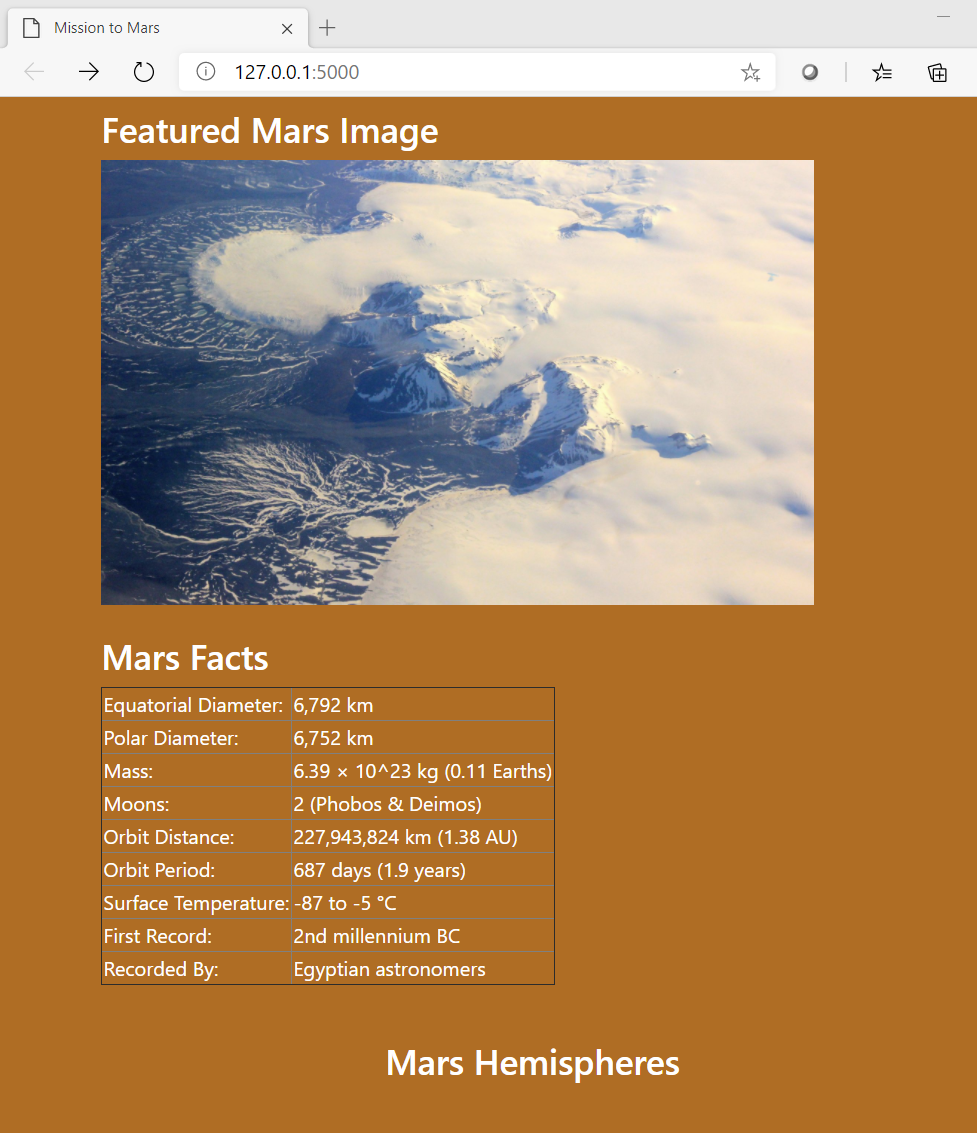 Mission to Mars
127.0.0.1:5000
Featured Mars Image
Mars Facts
Equatorial Diameter: 6,792 km
Polar Diameter: 6,752 km
Mass: 6.39 × 10^23 kg (0.11 Earths)
Moons: 2 (Phobos & Deimos)
Orbit Distance: 227,943,824 km (1.38 AU)
Orbit Period: 687 days (1.9 years)
Surface Temperature: -87 to -5 °C
First Record: 2nd millennium BC
Recorded By: Egyptian astronomers
Mars Hemispheres